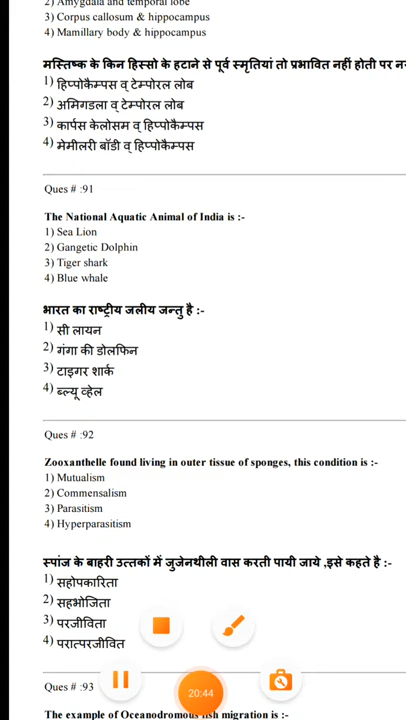 2) Amygdala and temporal lobe
3) Corpus callosum & hippocampus
4) Mamillary body & hippocampus
मस्तिष्क के किन हिस्सो के हटाने से पूर्व स्मृतियां तो प्रभावित नहीं होती पर
1) हिप्पोकैम्पस व् टेम्पोरल लोब
2) अमिगडला व् टेम्पोरल लोब
3) कार्पस केलोसम व् हिप्पोकैम्पस
4) मेमीलरी बॉडी व् हिप्पोकैम्पस
Ques # :91
The National Aquatic Animal of India is :-
1) Sea Lion
2) Gangetic Dolphin
3) Tiger shark
4) Blue whale
भारत का राष्ट्रीय जलीय जन्तु है :-
1) सी लायन
2) गंगा की डोलफिन
3) टाइगर शार्क
4) ब्ल्यू व्हेल
Ques # :92
Zooxanthelle found living in outer tissue of sponges, this condition is :-
1) Mutualism
2) Commensalism
3) Parasitism
4) Hyperparasitism
स्पांज के बाहरी उत्तकों में जुजेनथीली वास करती पायी जाये ,इसे कहते है :-
1) सहोपकारिता
2) सहभोजिता
3) परजीविता
4) परात्परजीवित
20:44
Ques # :93
The example of Oceanodromous fish migration is :-